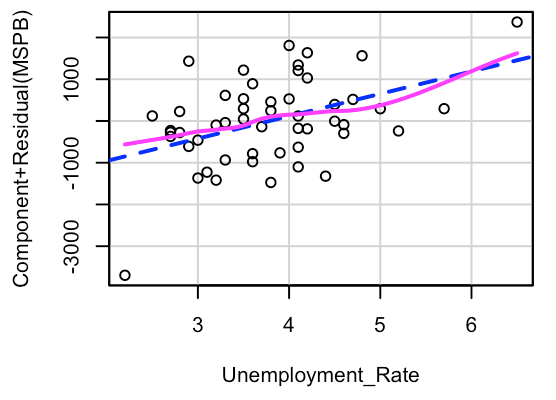 Component+Residual(MSPB)
1000
-1000
-3000
3 4 5 6
Unemployment_Rate